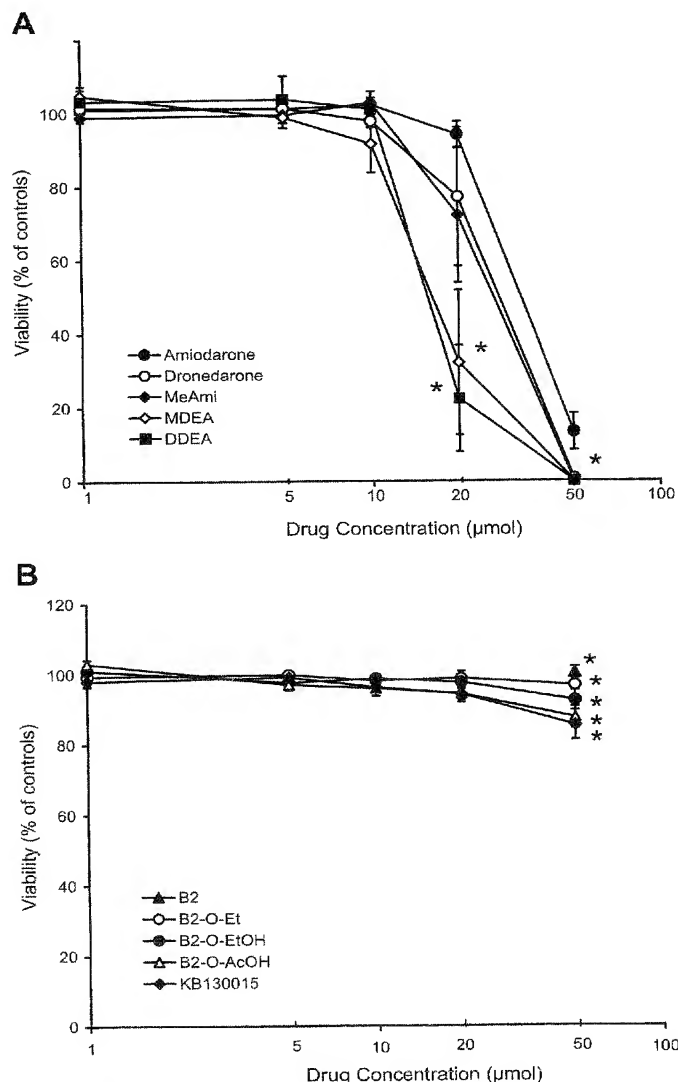 A
100
80
60
40
20
0
Viability (% of controls)
Amiodarone
Dronedarone
MeAmi
MDEA
DDEA
*
*
*
1
5
10
20
50
100
Drug Concentration (µmol)
B
120
100
80
60
40
20
0
Viability (% of controls)
*
*
*
*
*
B2
B2-O-Et
B2-O-EtOH
B2-O-AcOH
KB130015
1
5
10
20
50
100
Drug Concentration (µmol)